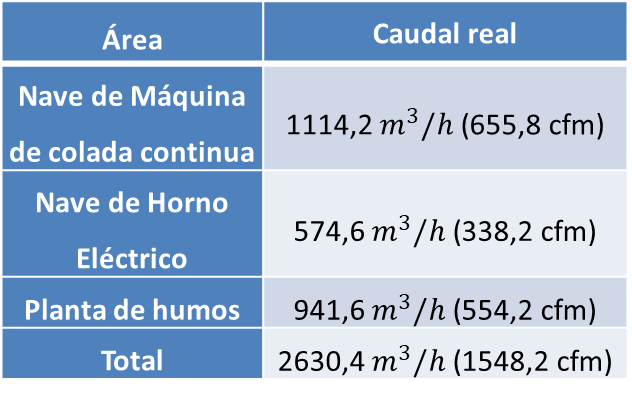 Área
Caudal real
Nave de Máquina
de colada continua
1114,2 m³/h (655,8 cfm)
Nave de Horno
Eléctrico
574,6 m³/h (338,2 cfm)
Planta de humos
941,6 m³/h (554,2 cfm)
Total
2630,4 m³/h (1548,2 cfm)